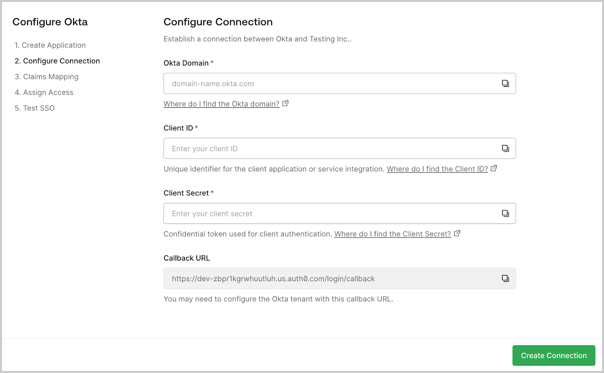 Configure Okta
1. Create Application
2. Configure Connection
3. Claims Mapping
4. Assign Access
5. Test SSO
Configure Connection
Establish a connection between Okta and Testing Inc..
Okta Domain *
domain-name.okta.com
Where do I find the Okta domain?
Client ID *
Enter your client ID
Unique identifier for the client application or service integration. Where do I find the Client ID?
Client Secret *
Enter your client secret
Confidential token used for client authentication. Where do I find the Client Secret?
Callback URL
https://dev-zbpr1kgrwhuutluh.us.auth0.com/login/callback
You may need to configure the Okta tenant with this callback URL.
Create Connection